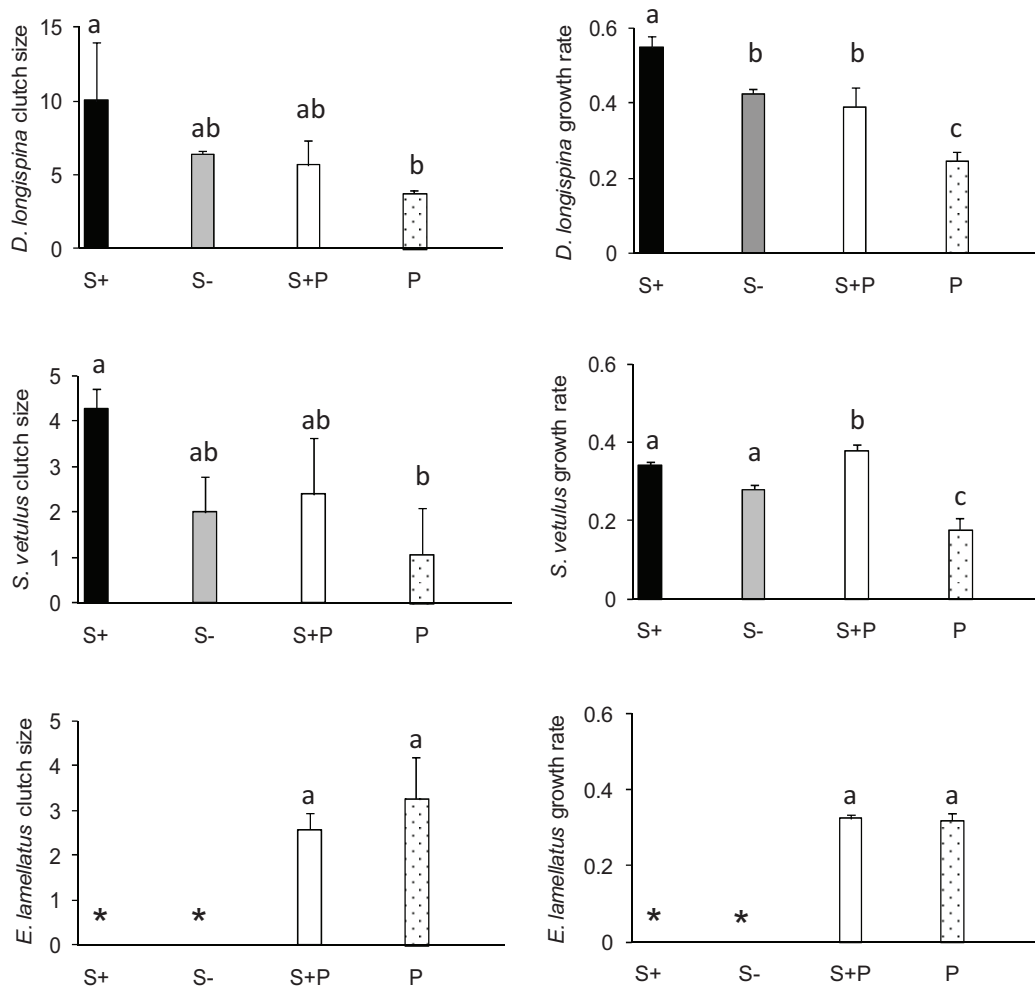 D. longispina clutch size
15
10
5
0
a
ab
ab
b
S+ S- S+P P
D. longispina growth rate
0.6
0.4
0.2
0
a
b
b
c
S+ S- S+P P
S. vetulus clutch size
5
4
3
2
1
0
a
ab
ab
b
S+ S- S+P P
S. vetulus growth rate
0.6
0.4
0.2
0
a
a
b
c
S+ S- S+P P
E. lamellatus clutch size
5
4
3
2
1
0
*
*
a
a
S+ S- S+P P
E. lamellatus growth rate
0.6
0.4
0.2
0
*
*
a
a
S+ S- S+P P